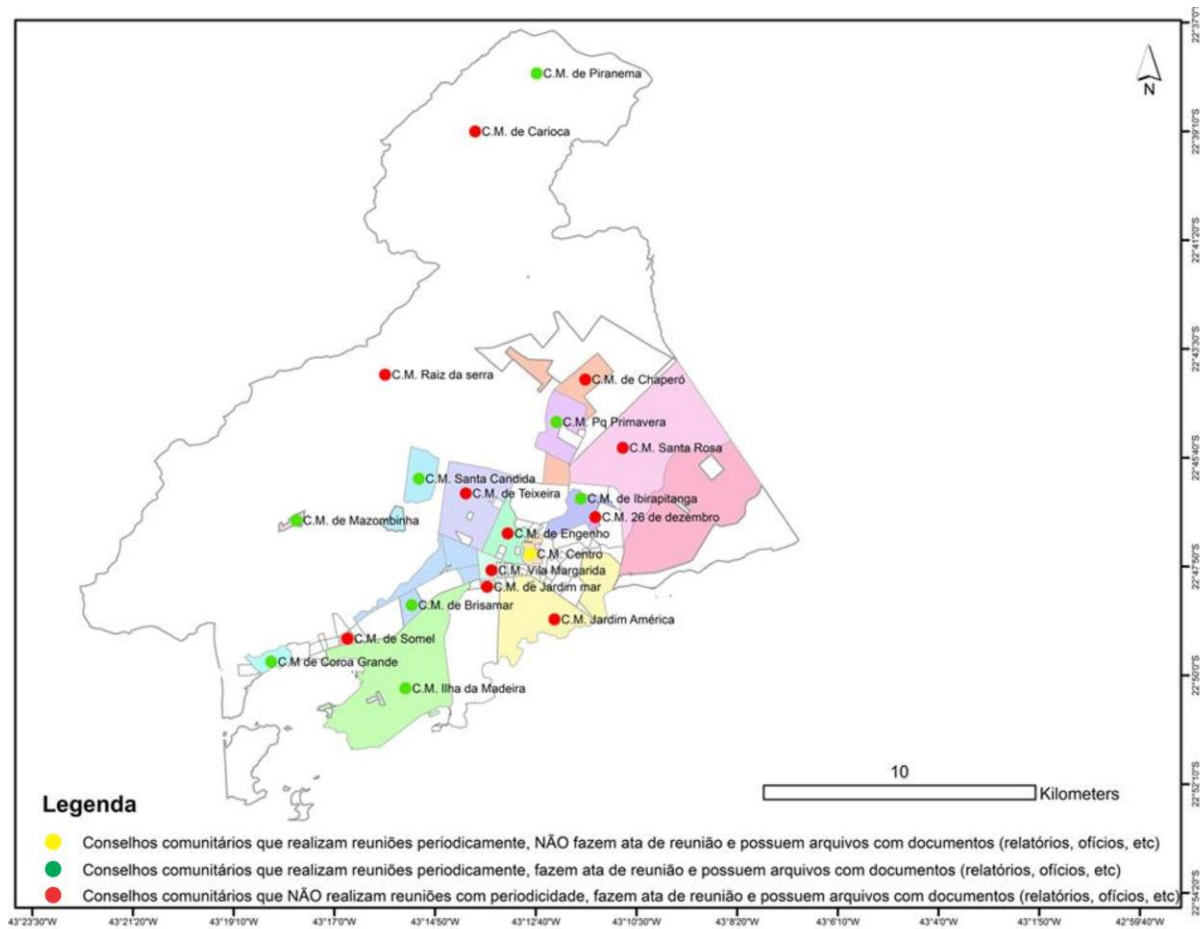 22°37'0"S
N
C.M. de Piranema
C.M. de Carioca
22°39'10"S
22°41'20"S
22°43'30"S
C.M. Raiz da serra
C.M. de Chaperó
C.M. Pq Primavera
C.M. Santa Rosa
22°45'40"S
C.M. Santa Candida
C.M. de Teixeira
C.M. de Ibirapitanga
C.M. 26 de dezembro
C.M. de Mazombinha
C.M. de Engenho
C.M. Centro
22°47'50"S
C.M. Vila Margarida
C.M. de Jardim mar
C.M. de Brisamar
C.M. Jardim América
C.M. de Somel
C.M de Coroa Grande
22°50'0"S
C.M. Ilha da Madeira
22°52'10"S
10
Kilometers
Legenda
Conselhos comunitários que realizam reuniões periodicamente, NÃO fazem ata de reunião e possuem arquivos com documentos (relatórios, ofícios, etc)
Conselhos comunitários que realizam reuniões periodicamente, fazem ata de reunião e possuem arquivos com documentos (relatórios, ofícios, etc)
Conselhos comunitários que NÃO realizam reuniões com periodicidade, fazem ata de reunião e possuem arquivos com documentos (relatórios, ofícios, etc)
43°23'30"W 43°21'20"W 43°19'10"W 43°17'0"W 43°14'50"W 43°12'40"W 43°10'30"W 43°8'20"W 43°6'10"W 43°4'0"W 43°1'50"W 42°59'40"W